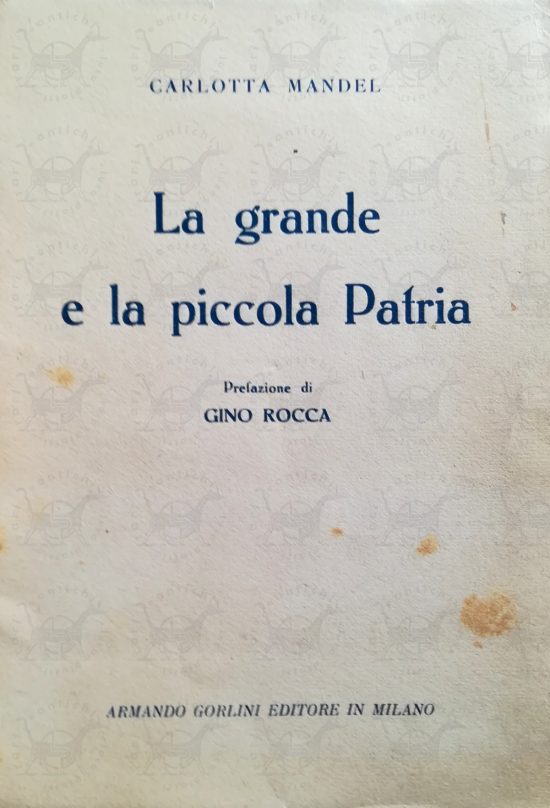 CARLOTTA MANDEL
La grande
e la piccola Patria
Prefazione di
GINO ROCCA
ARMANDO GORLINI EDITORE IN MILANO